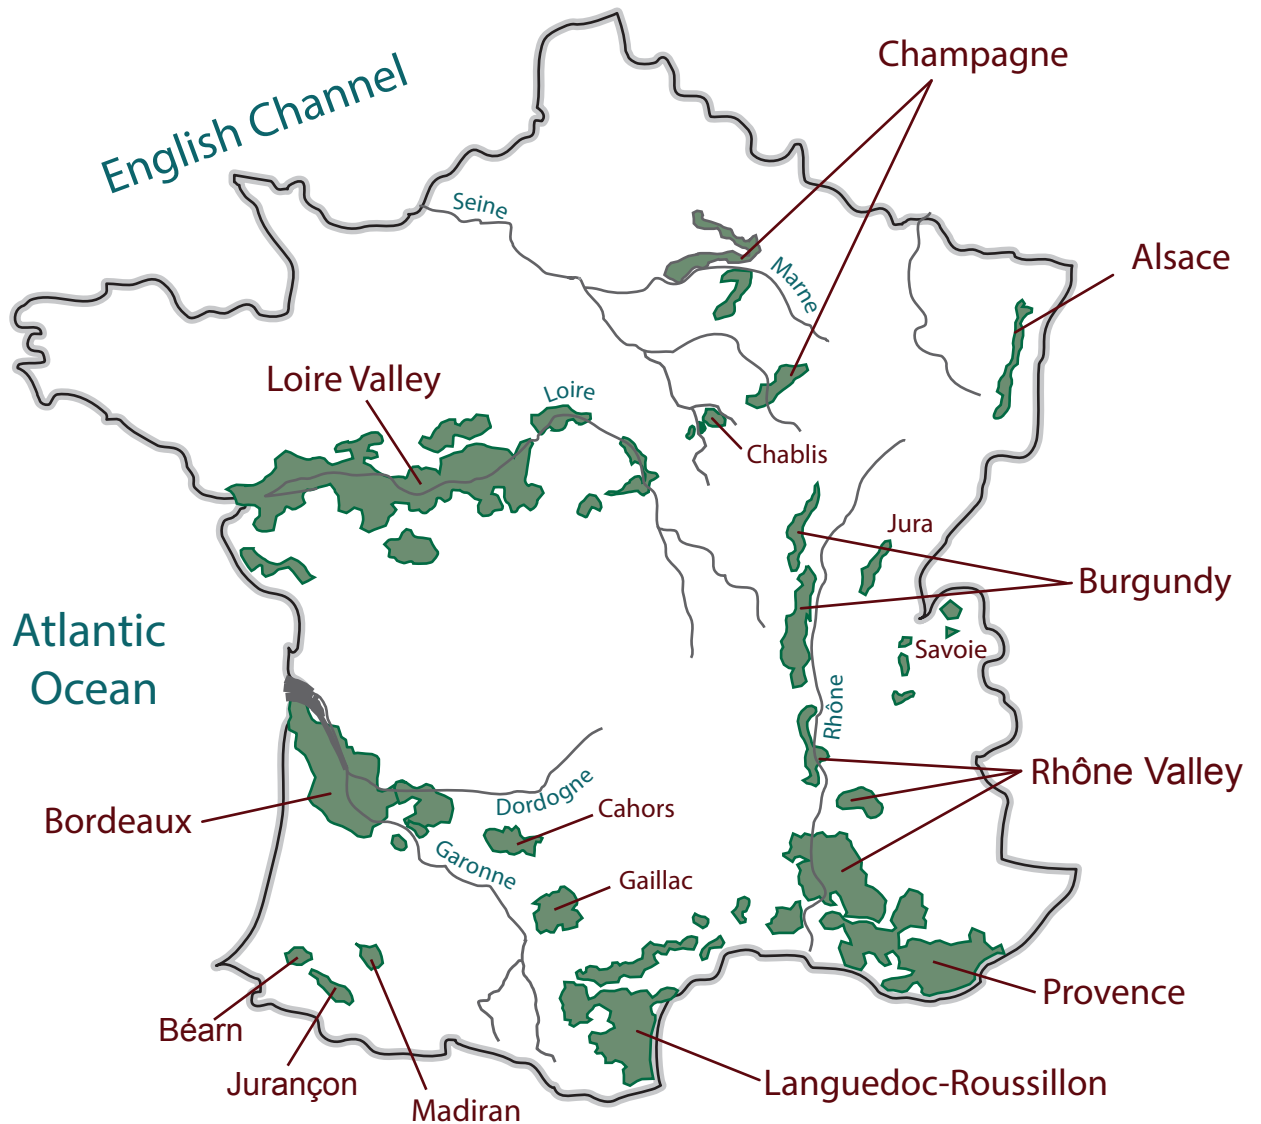 Champagne
English Channel
Seine
Alsace
Marne
Loire Valley
Loire
Chablis
Jura
Burgundy
Atlantic
Ocean
Savoie
Rhône
Rhône Valley
Dordogne
Cahors
Bordeaux
Garonne
Gaillac
Provence
Béarn
Jurançon
Madiran
Languedoc-Roussillon